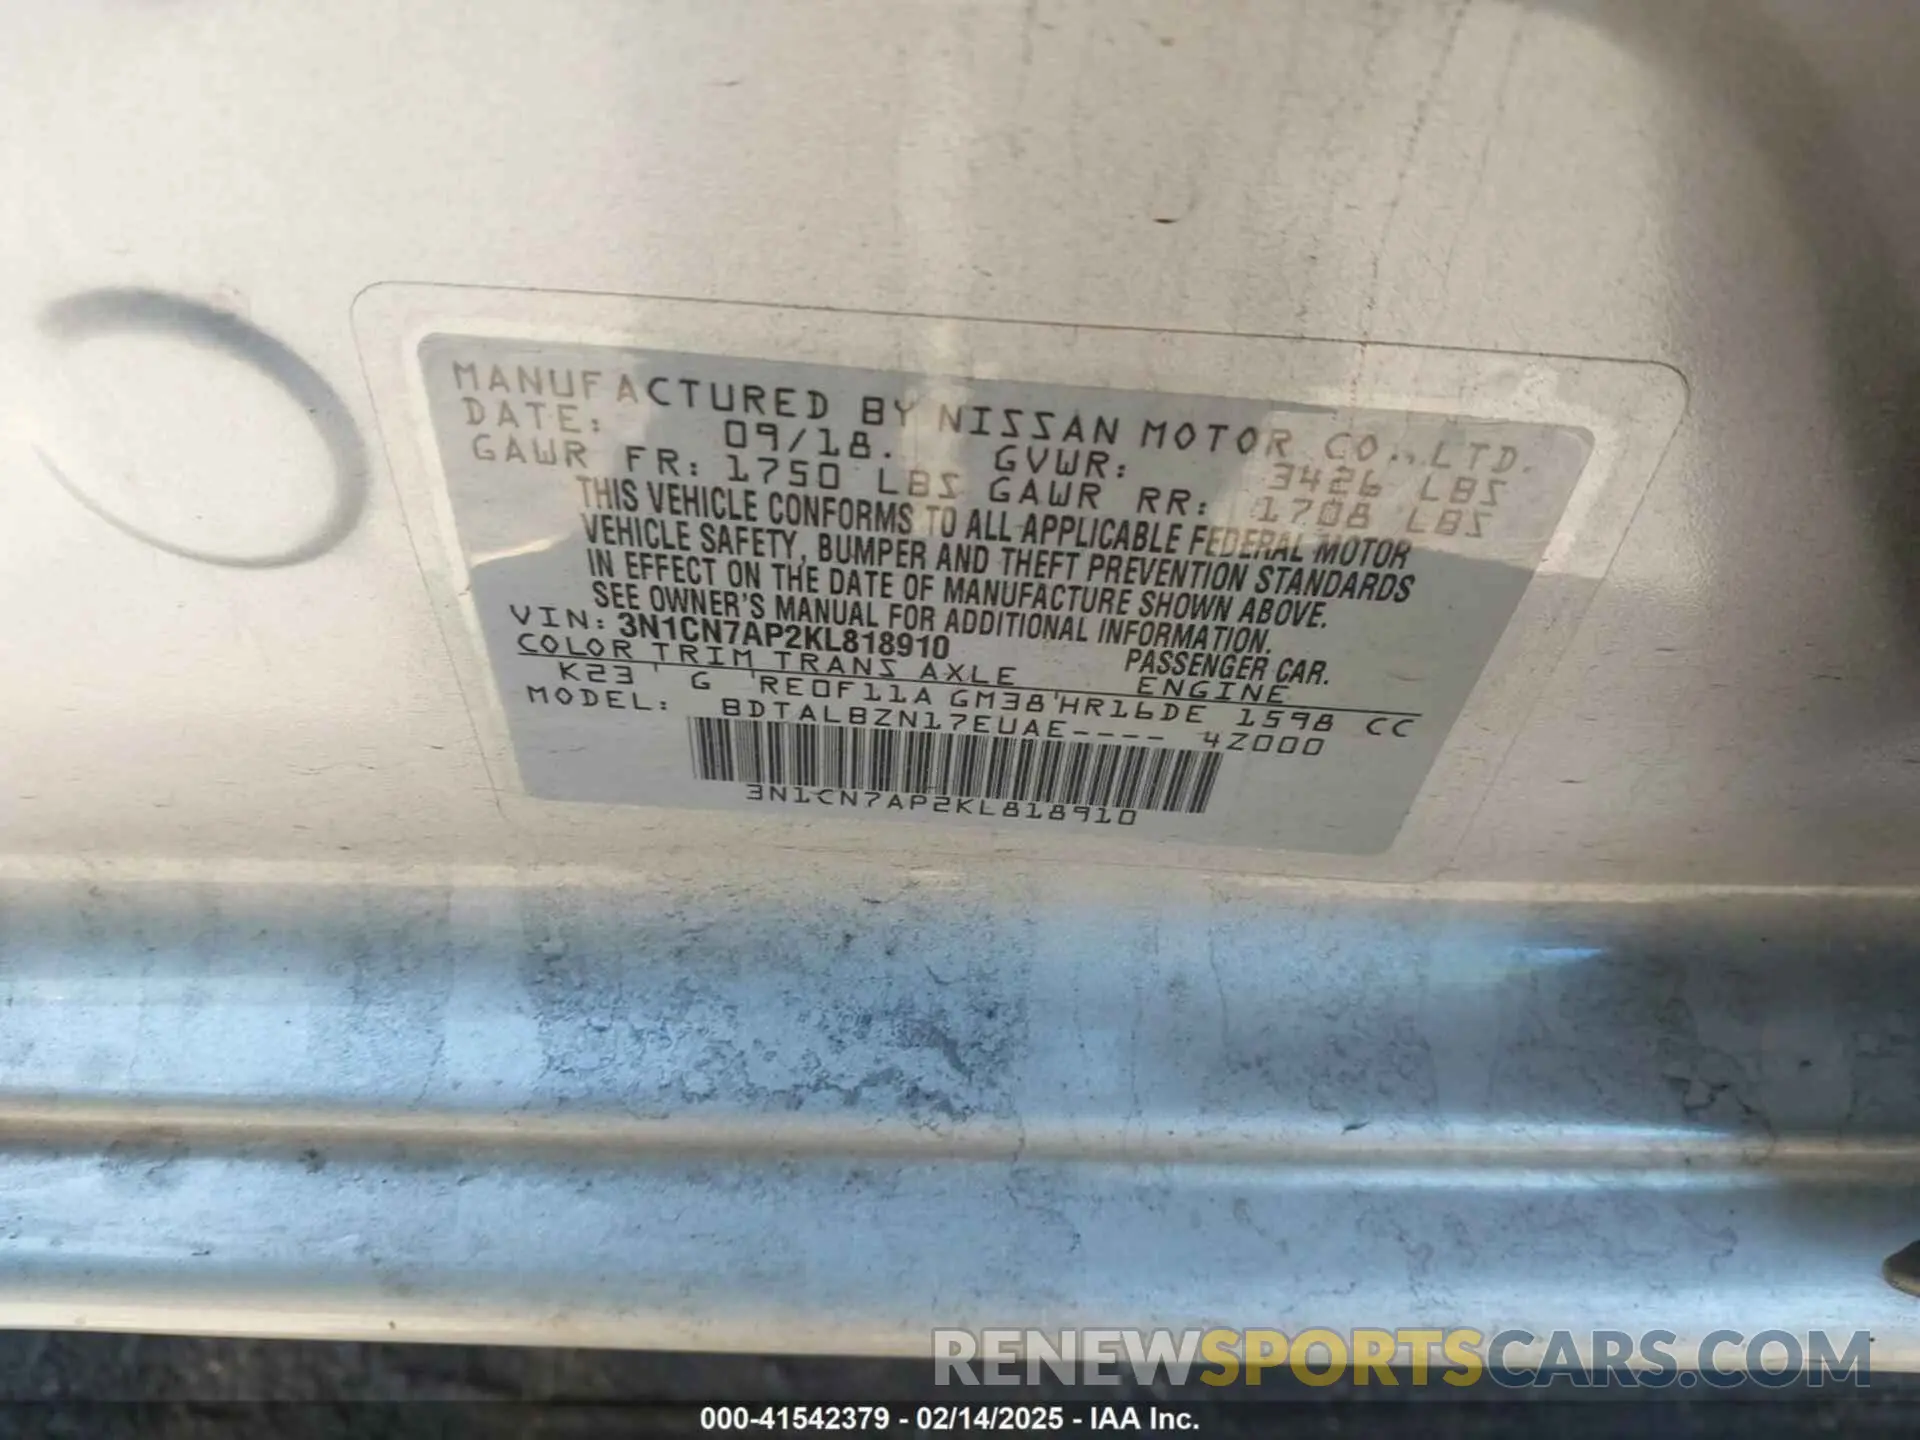 MANUFACTURED BY NISSAN MOTOR CO., LTD.
DATE: 09/18. GVWR: 3426 LBS
GAWR FR: 1750 LBS GAWR RR: 1708 LBS
THIS VEHICLE CONFORMS TO ALL APPLICABLE FEDERAL MOTOR
VEHICLE SAFETY, BUMPER AND THEFT PREVENTION STANDARDS
IN EFFECT ON THE DATE OF MANUFACTURE SHOWN ABOVE.
SEE OWNER'S MANUAL FOR ADDITIONAL INFORMATION.
VIN: 3N1CN7AP2KL818910 PASSENGER CAR.
COLOR TRIM TRANS AXLE ENGINE
K23 ' G 'RE0F11A GM38'HR16DE 1598 CC
MODEL: BDTALBZN17EUAE---- 4Z000
3N1CN7AP2KL818910
RENEWSPORTSCARS.COM
000-41542379 - 02/14/2025 - IAA Inc.